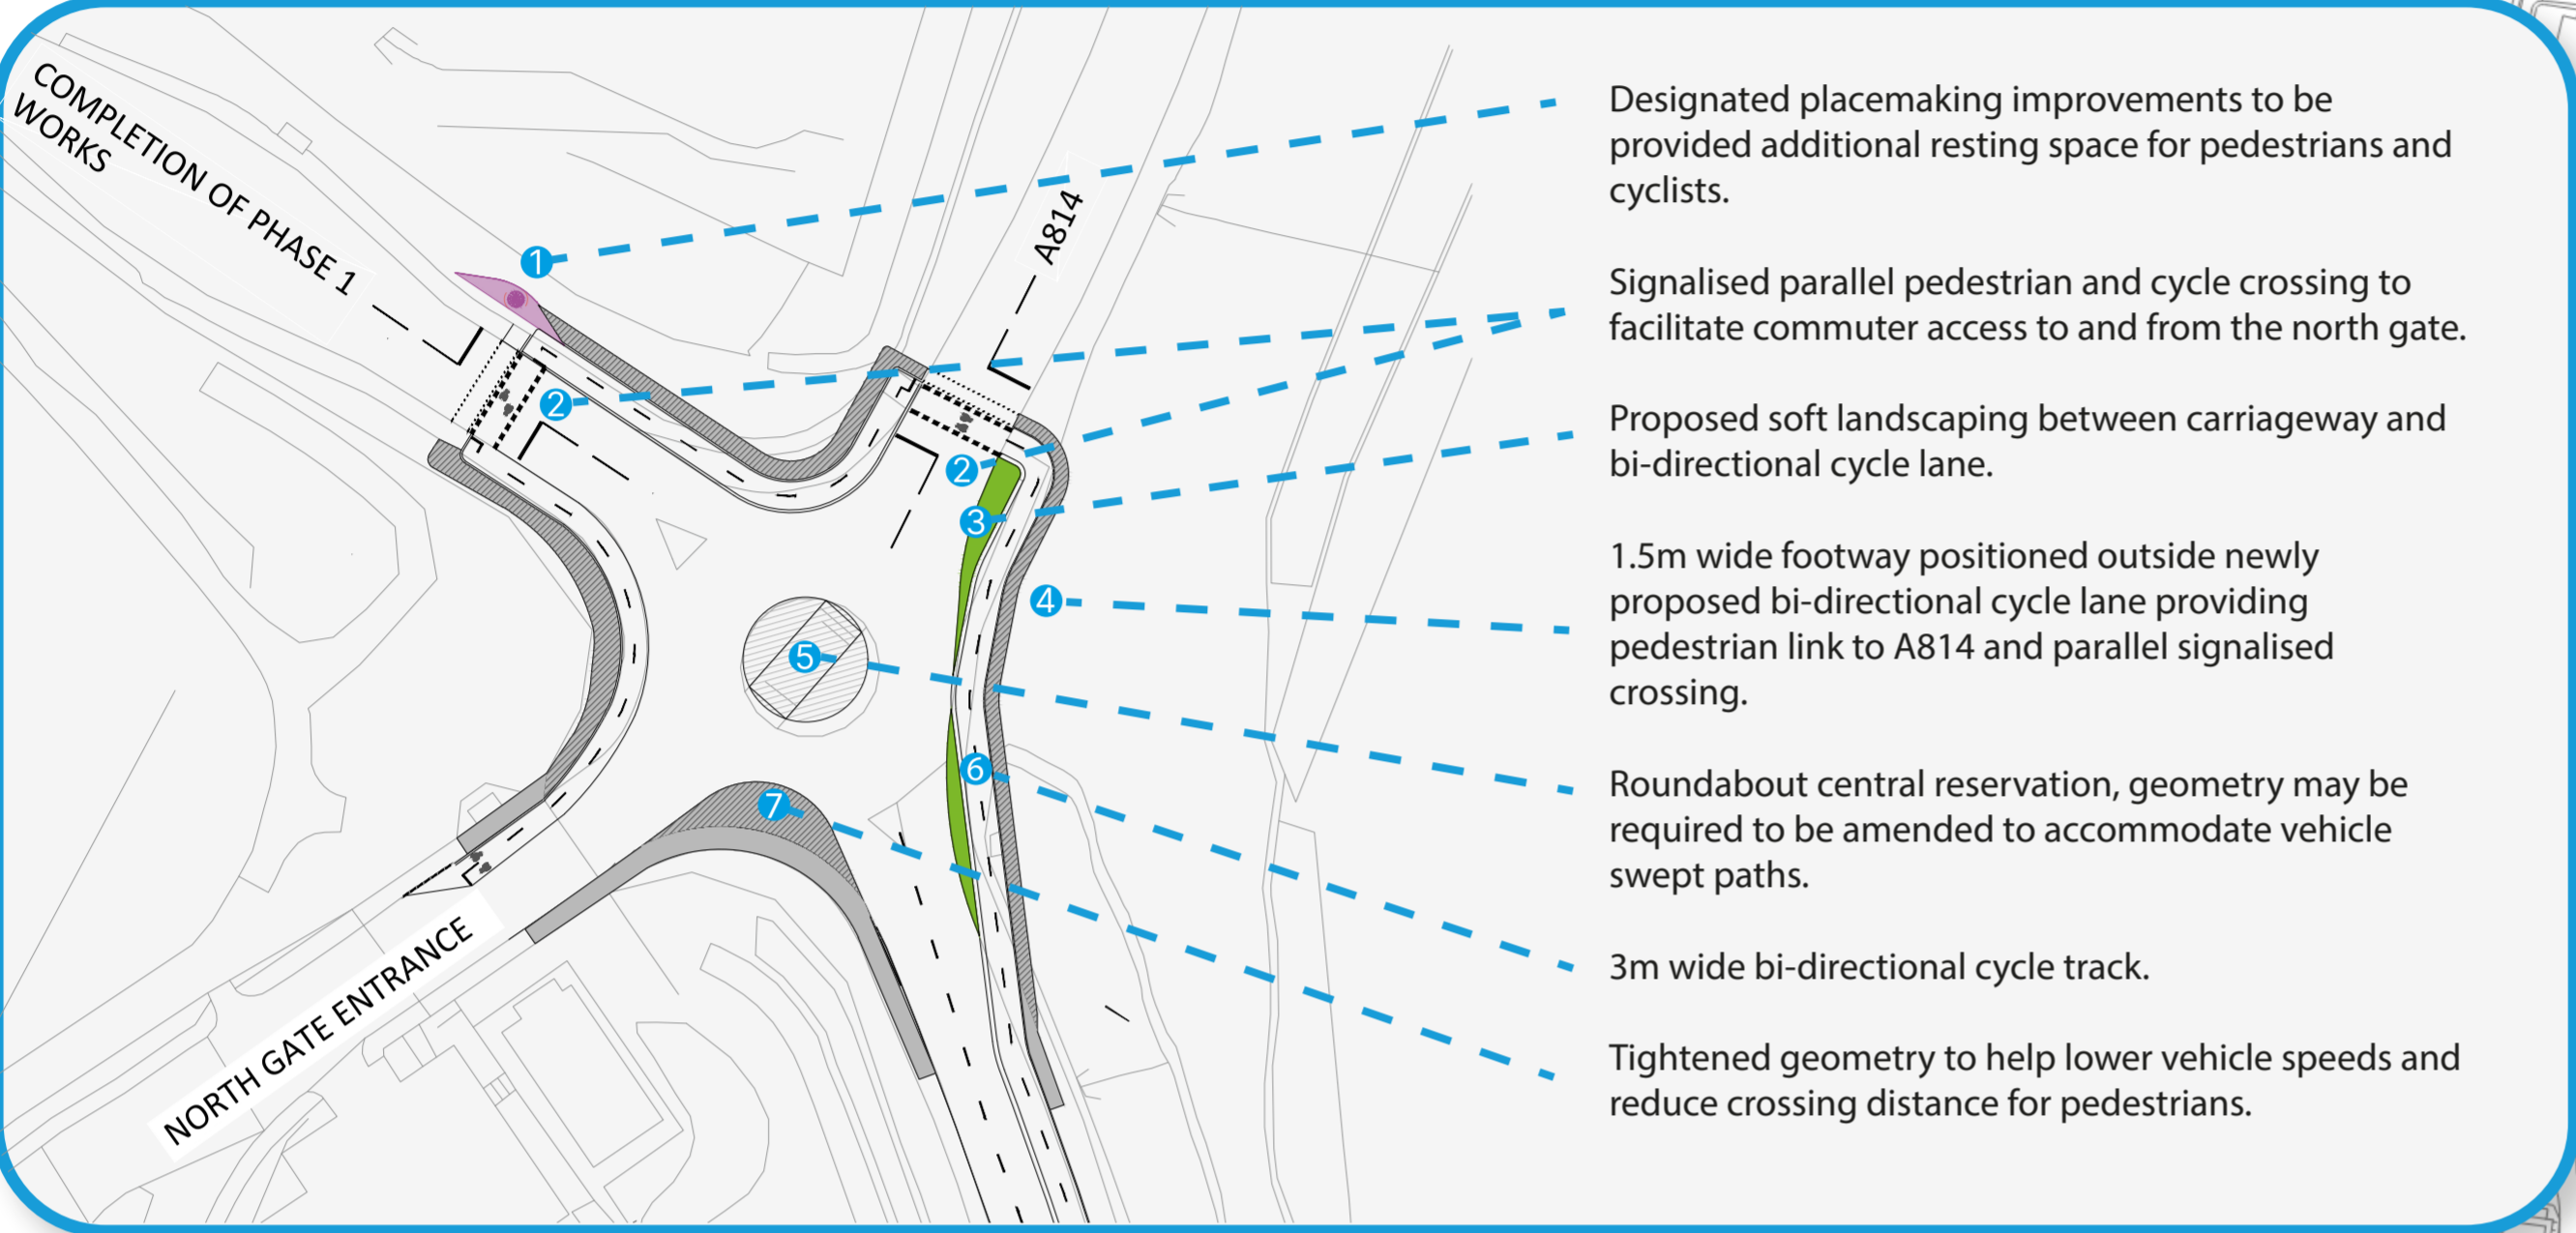 COMPLETION OF PHASE 1
WORKS
A814
NORTH GATE ENTRANCE
1
2
2
3
4
5
6
7
Designated placemaking improvements to be
provided additional resting space for pedestrians and
cyclists.
Signalised parallel pedestrian and cycle crossing to
facilitate commuter access to and from the north gate.
Proposed soft landscaping between carriageway and
bi-directional cycle lane.
1.5m wide footway positioned outside newly
proposed bi-directional cycle lane providing
pedestrian link to A814 and parallel signalised
crossing.
Roundabout central reservation, geometry may be
required to be amended to accommodate vehicle
swept paths.
3m wide bi-directional cycle track.
Tightened geometry to help lower vehicle speeds and
reduce crossing distance for pedestrians.